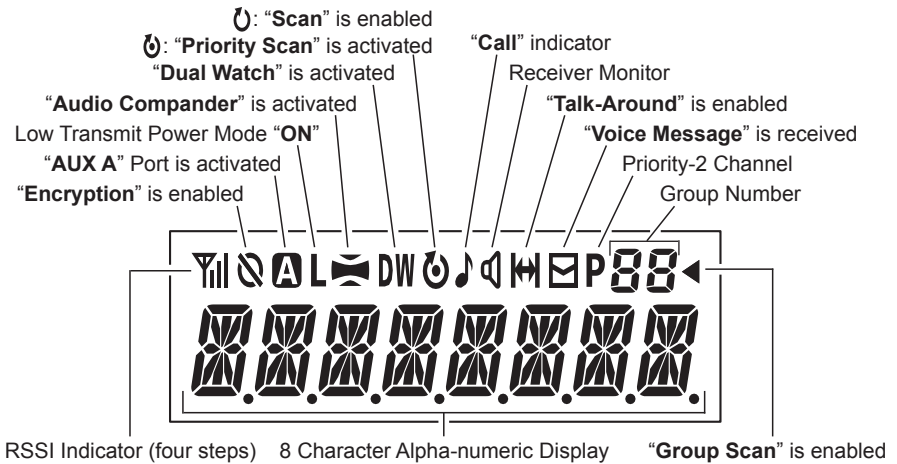 : “Scan” is enabled
: “Priority Scan” is activated
“Dual Watch” is activated
“Audio Compander” is activated
Low Transmit Power Mode “ON”
“AUX A” Port is activated
“Encryption” is enabled
“Call” indicator
Receiver Monitor
“Talk-Around” is enabled
“Voice Message” is received
Priority-2 Channel
Group Number
A L DW P 88
RSSI Indicator (four steps)
8 Character Alpha-numeric Display
“Group Scan” is enabled